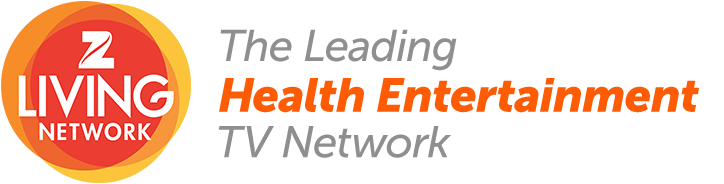 Z
LIVING
NETWORK
The Leading
Health Entertainment
TV Network